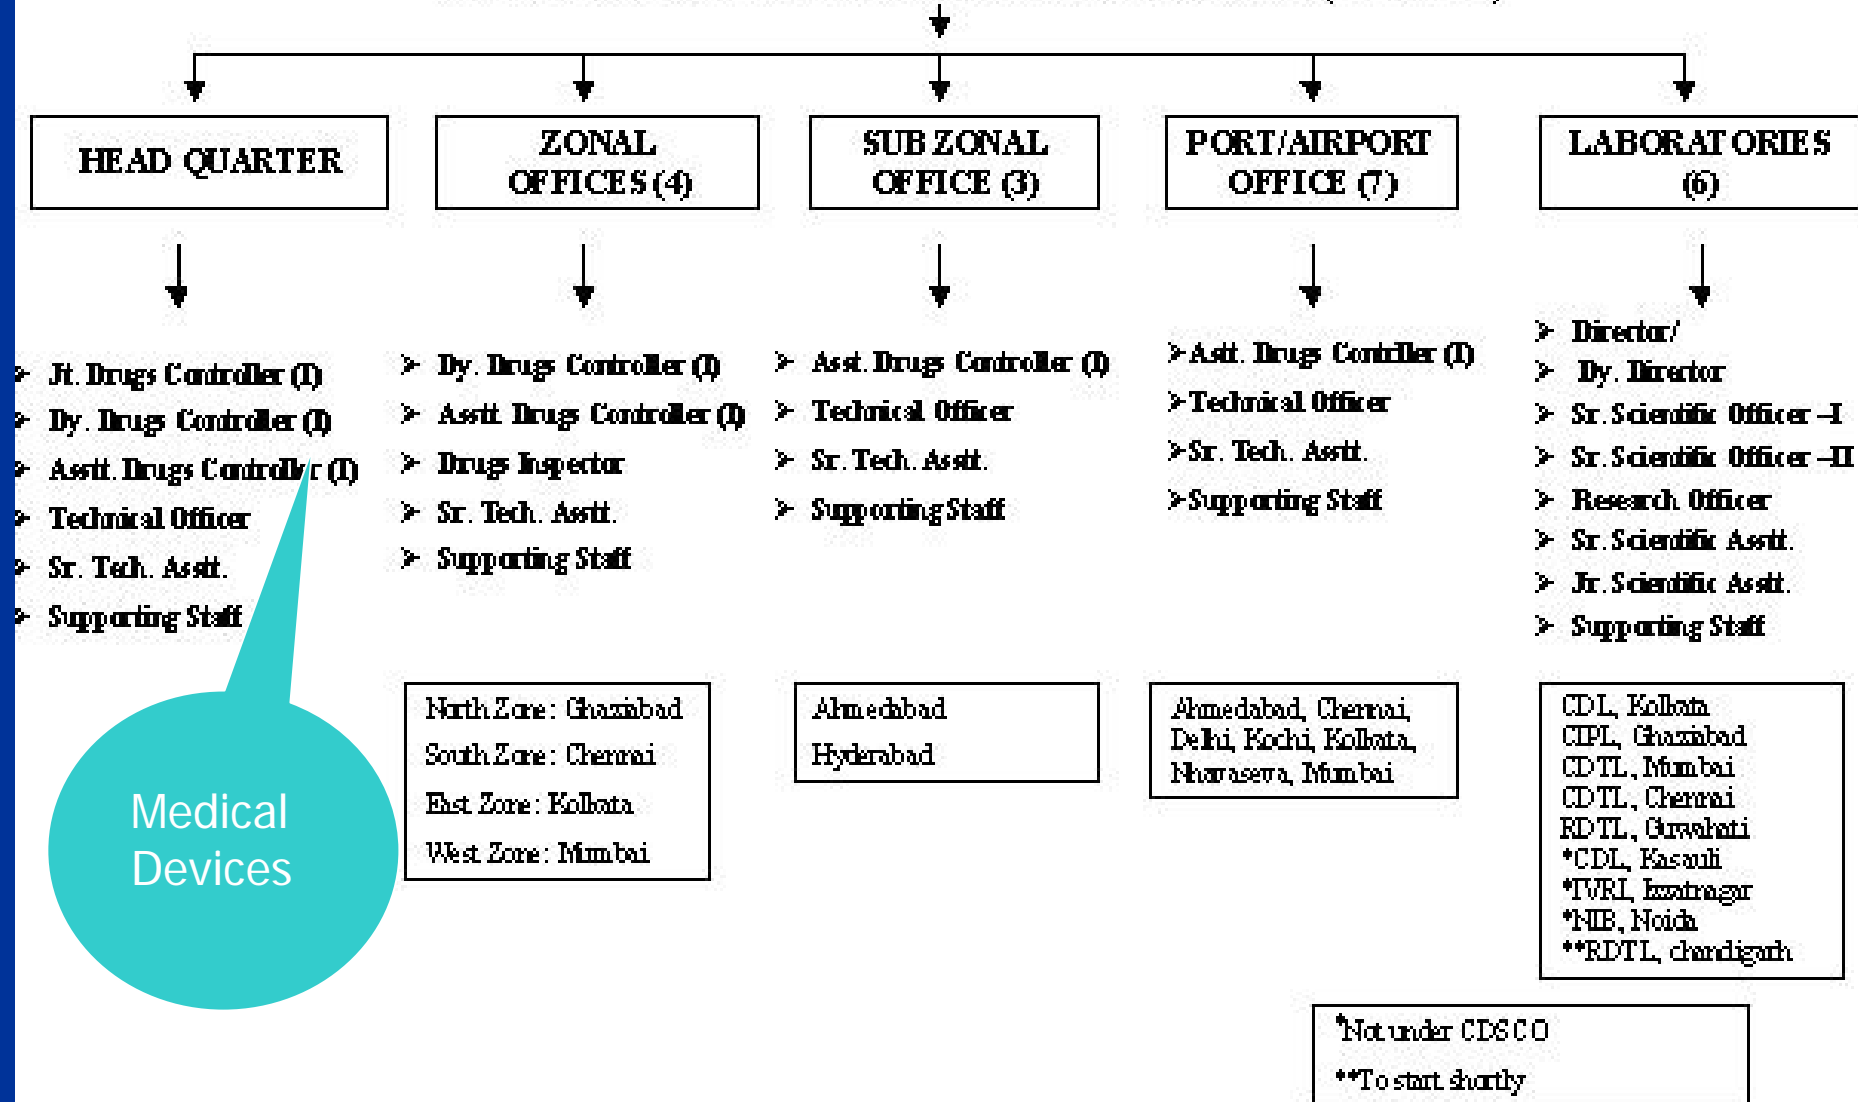 HEAD QUARTER
ZONAL
OFFICES (4)
SUB ZONAL
OFFICE (3)
PORT/AIRPORT
OFFICE (7)
LABORATORIES
(6)
➢ Jt. Drugs Controller (I)
➢ Dy. Drugs Controller (I)
➢ Asstt. Drugs Controller (I)
➢ Technical Officer
➢ Sr. Tech. Asstt.
➢ Supporting Staff
➢ Dy. Drugs Controller (I)
➢ Asstt. Drugs Controller (I)
➢ Drugs Inspector
➢ Sr. Tech. Asstt.
➢ Supporting Staff
➢ Asst. Drugs Controller (I)
➢ Technical Officer
➢ Sr. Tech. Asstt.
➢ Supporting Staff
➢Astt. Drugs Contrller (I)
➢Technical Officer
➢Sr. Tech. Asstt.
➢Supporting Staff
➢ Director/
➢ Dy. Director
➢ Sr. Scientific Officer –I
➢ Sr. Scientific Officer –II
➢ Research Officer
➢ Sr. Scientific Asstt.
➢ Jr. Scientific Asstt.
➢ Supporting Staff
Medical
Devices
North Zone: Ghaziabad
South Zone: Chennai
East Zone: Kolkata
West Zone: Mumbai
Ahmedabad
Hyderabad
Ahmedabad, Chennai,
Delhi, Kochi, Kolkata,
Nhavaseva, Mumbai
CDL, Kolkata
CIPL, Ghaziabad
CDTL, Mumbai
CDTL, Chennai
RDTL, Guwahati
*CDL, Kasauli
*IVRI, Izzatnagar
*NIB, Noida
**RDTL, chandigarh
*Not under CDSCO
**To start shortly